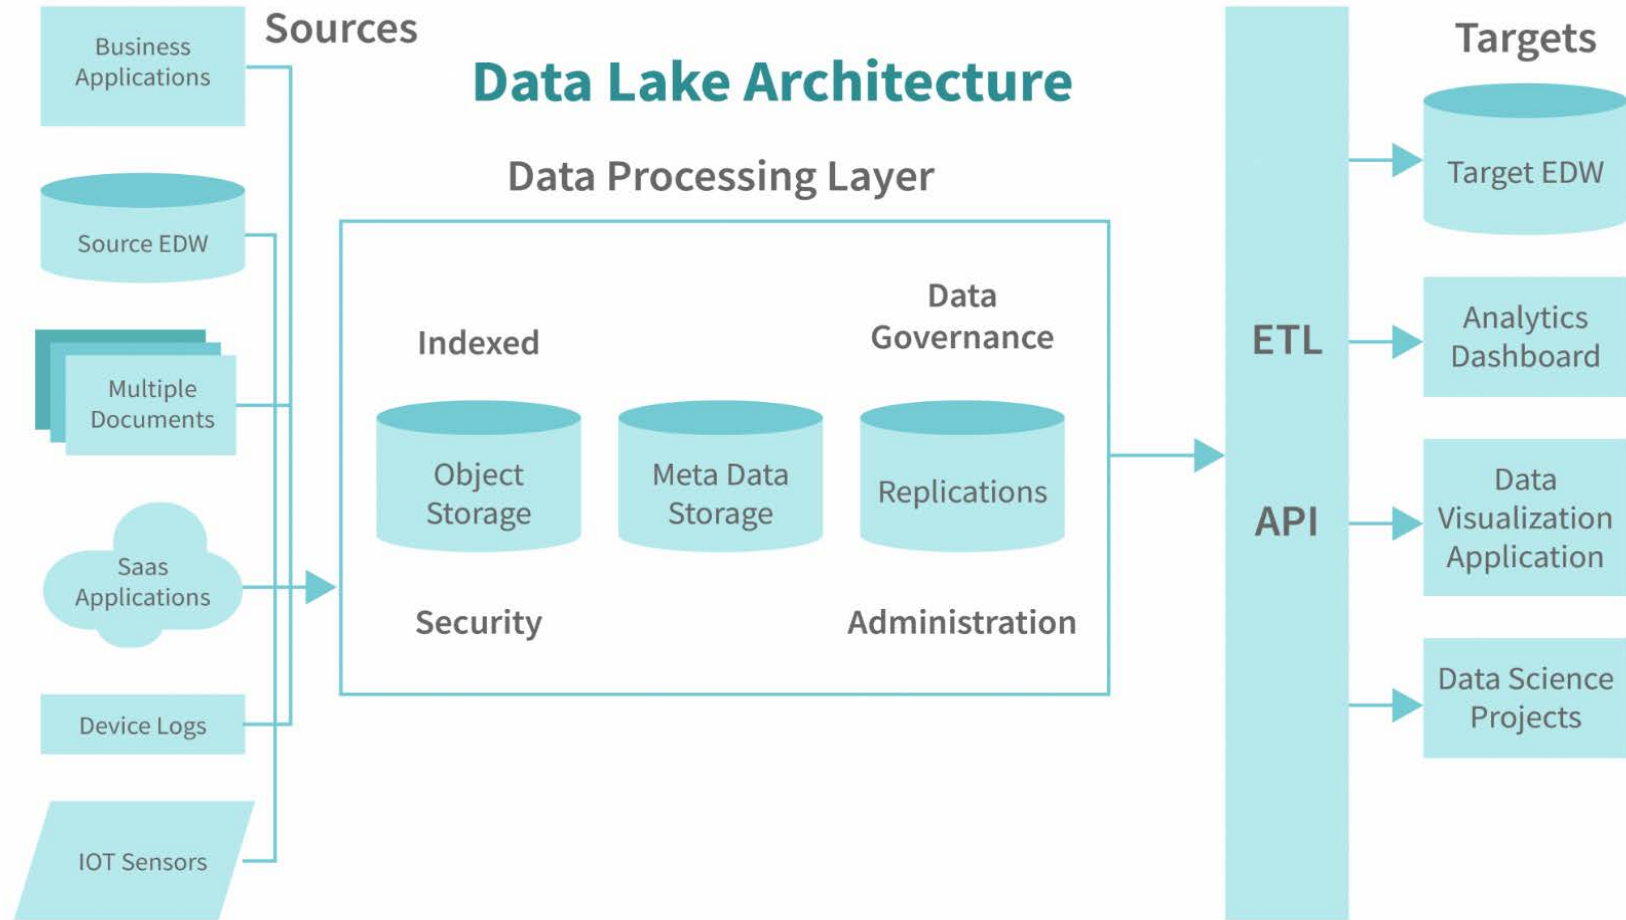 Sources
Business
Applications
Source EDW
Multiple
Documents
Saas
Applications
Device Logs
IOT Sensors
Data Lake Architecture
Data Processing Layer
Indexed
Data
Governance
Object
Storage
Meta Data
Storage
Replications
Security
Administration
ETL
API
Targets
Target EDW
Analytics
Dashboard
Data
Visualization
Application
Data Science
Projects